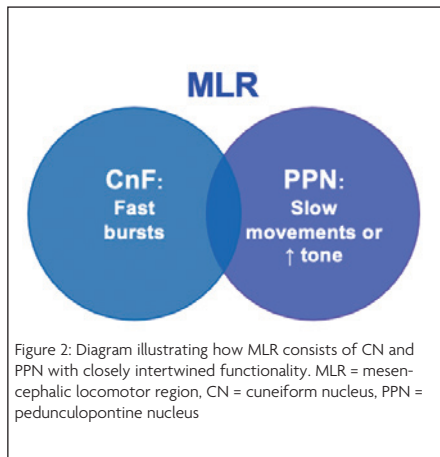 MLR
CnF:
Fast
bursts
PPN:
Slow
movements or
↑ tone
Figure 2: Diagram illustrating how MLR consists of CN and
PPN with closely intertwined functionality. MLR = mesen-
cephalic locomotor region, CN = cuneiform nucleus, PPN =
pedunculopontine nucleus